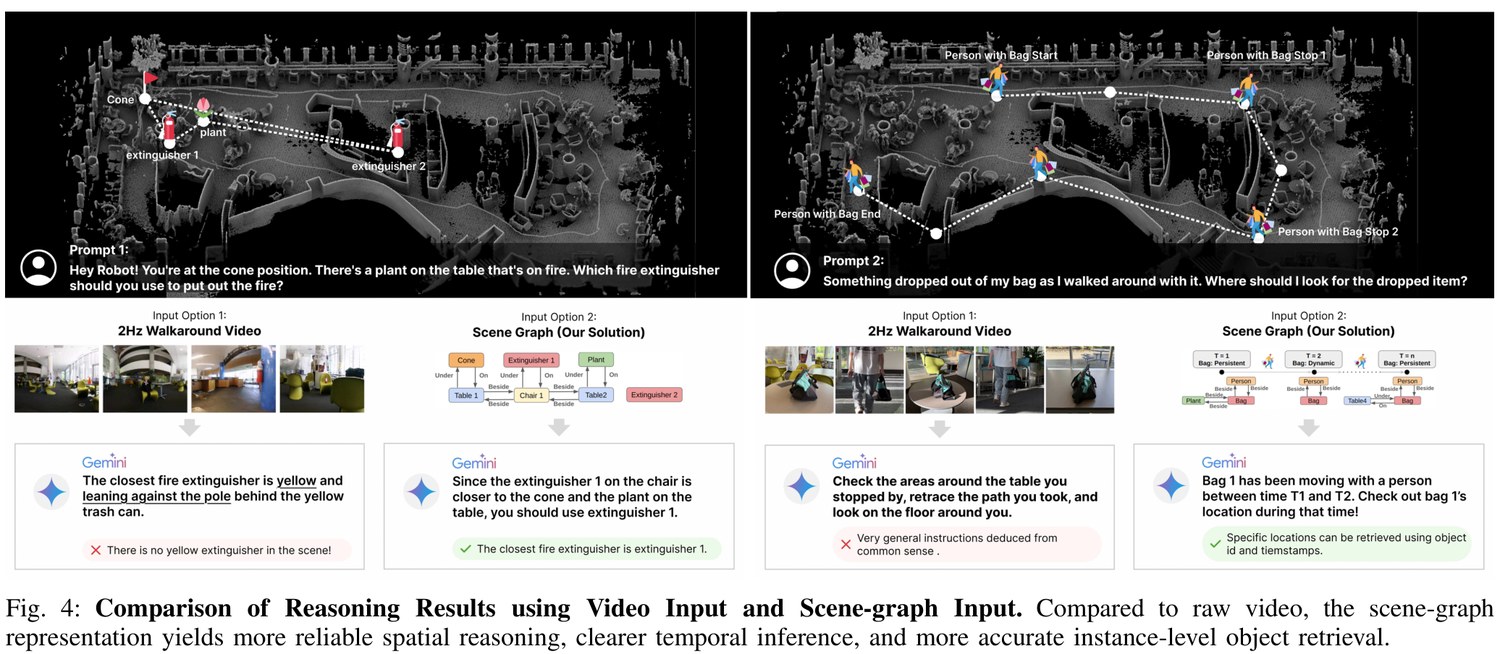 Cone
plant
extinguisher 1
extinguisher 2
Prompt 1:
Hey Robot! You're at the cone position. There's a plant on the table that's on fire. Which fire extinguisher
should you use to put out the fire?
Person with Bag Start
Person with Bag Stop 1
Person with Bag End
Person with Bag Stop 2
Prompt 2:
Something dropped out of my bag as I walked around with it. Where should I look for the dropped item?
Input Option 1:
2Hz Walkaround Video
Input Option 2:
Scene Graph (Our Solution)
Cone
Extinguisher 1
Plant
Under
On
Under
On
Under
On
Table 1
Beside
Beside
Chair 1
Beside
Beside
Table2
Extinguisher 2
Gemini
The closest fire extinguisher is yellow and
leaning against the pole behind the yellow
trash can.
There is no yellow extinguisher in the scene!
Gemini
Since the extinguisher 1 on the chair is
closer to the cone and the plant on the
table, you should use extinguisher 1.
The closest fire extinguisher is extinguisher 1.
Input Option 1:
2Hz Walkaround Video
Input Option 2:
Scene Graph (Our Solution)
T = 1
Bag: Persistent
T = 2
Bag: Dynamic
T = n
Bag: Persistent
Person
Person
Person
Beside
Beside
Beside
Beside
Beside
Beside
Plant
Beside
Beside
Bag
Bag
Table4
Under
On
Bag
Gemini
Check the areas around the table you
stopped by, retrace the path you took, and
look on the floor around you.
Very general instructions deduced from
common sense .
Gemini
Bag 1 has been moving with a person
between time T1 and T2. Check out bag 1's
location during that time!
Specific locations can be retrieved using object
id and tiemstamps.
Fig. 4: Comparison of Reasoning Results using Video Input and Scene-graph Input. Compared to raw video, the scene-graph
representation yields more reliable spatial reasoning, clearer temporal inference, and more accurate instance-level object retrieval.